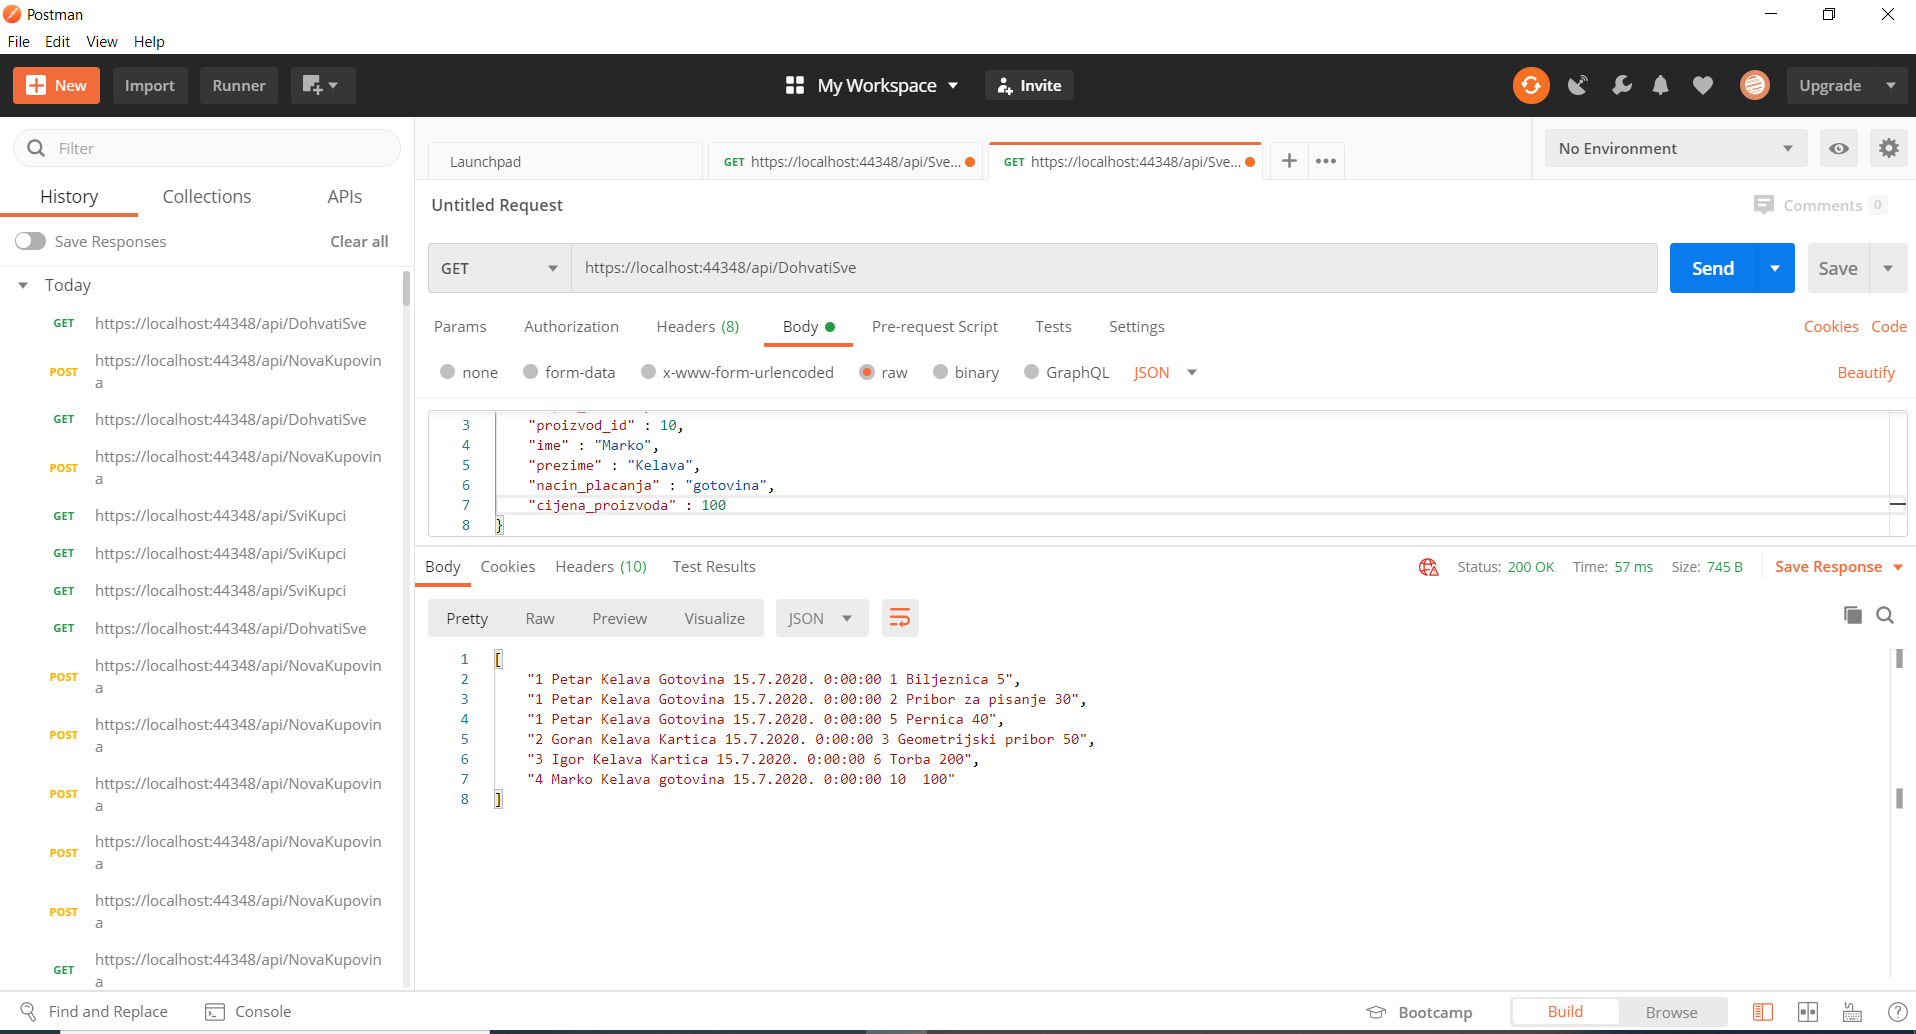 Postman
File Edit View Help
New Import Runner My Workspace Invite Upgrade
Filter
History Collections APIs
Save Responses Clear all
Today
GET https://localhost:44348/api/DohvatiSve
POST https://localhost:44348/api/NovaKupovin
a
GET https://localhost:44348/api/DohvatiSve
POST https://localhost:44348/api/NovaKupovin
a
GET https://localhost:44348/api/SviKupci
GET https://localhost:44348/api/SviKupci
GET https://localhost:44348/api/SviKupci
GET https://localhost:44348/api/DohvatiSve
POST https://localhost:44348/api/NovaKupovin
a
POST https://localhost:44348/api/NovaKupovin
a
POST https://localhost:44348/api/NovaKupovin
a
POST https://localhost:44348/api/NovaKupovin
a
POST https://localhost:44348/api/NovaKupovin
a
GET https://localhost:44348/api/NovaKupovin
a
Launchpad GET https://localhost:44348/api/Sve... GET https://localhost:44348/api/Sve... No Environment
Untitled Request Comments 0
GET https://localhost:44348/api/DohvatiSve Send Save
Params Authorization Headers (8) Body Pre-request Script Tests Settings Cookies Code
none form-data x-www-form-urlencoded raw binary GraphQL JSON Beautify
3 "proizvod_id" : 10,
4 "ime" : "Marko",
5 "prezime" : "Kelava",
6 "nacin_placanja" : "gotovina",
7 "cijena_proizvoda" : 100
8 }
Body Cookies Headers (10) Test Results Status: 200 OK Time: 57 ms Size: 745 B Save Response
Pretty Raw Preview Visualize JSON
1 [
2 "1 Petar Kelava Gotovina 15.7.2020. 0:00:00 1 Biljeznica 5",
3 "1 Petar Kelava Gotovina 15.7.2020. 0:00:00 2 Pribor za pisanje 30",
4 "1 Petar Kelava Gotovina 15.7.2020. 0:00:00 5 Pernica 40",
5 "2 Goran Kelava Kartica 15.7.2020. 0:00:00 3 Geometrijski pribor 50",
6 "3 Igor Kelava Kartica 15.7.2020. 0:00:00 6 Torba 200",
7 "4 Marko Kelava gotovina 15.7.2020. 0:00:00 10  100"
8 ]
Find and Replace Console Bootcamp Build Browse